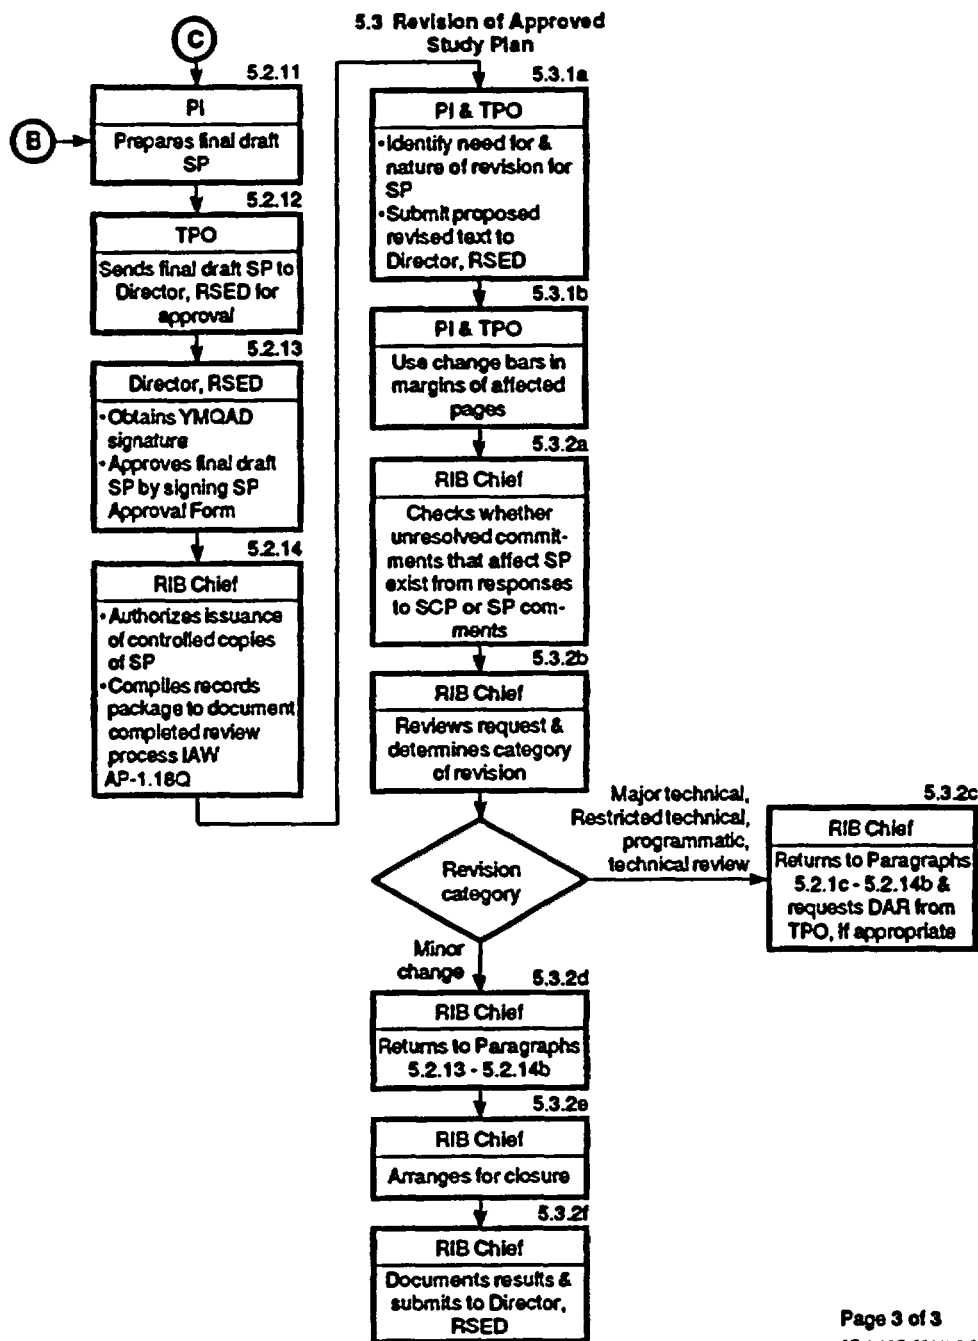 C
5.2.11
PI
B
Prepares final draft
SP
5.2.12
TPO
Sends final draft SP to
Director, RSED for
approval
5.2.13
Director, RSED
•Obtains YMQAD
signature
•Approves final draft
SP by signing SP
Approval Form
5.2.14
RIB Chief
•Authorizes issuance
of controlled copies
of SP
•Compiles records
package to document
completed review
process IAW
AP-1.18Q
5.3 Revision of Approved
Study Plan
5.3.1a
PI & TPO
•Identify need for &
nature of revision for
SP
•Submit proposed
revised text to
Director, RSED
5.3.1b
PI & TPO
Use change bars in
margins of affected
pages
5.3.2a
RIB Chief
Checks whether
unresolved commit-
ments that affect SP
exist from responses
to SCP or SP com-
ments
5.3.2b
RIB Chief
Reviews request &
determines category
of revision
Revision
category
Major technical,
Restricted technical,
programmatic,
technical review
5.3.2c
RIB Chief
Returns to Paragraphs
5.2.1c - 5.2.14b &
requests DAR from
TPO, if appropriate
Minor
change
5.3.2d
RIB Chief
Returns to Paragraphs
5.2.13 - 5.2.14b
5.3.2e
RIB Chief
Arranges for closure
5.3.2f
RIB Chief
Documents results &
submits to Director,
RSED
Page 3 of 3